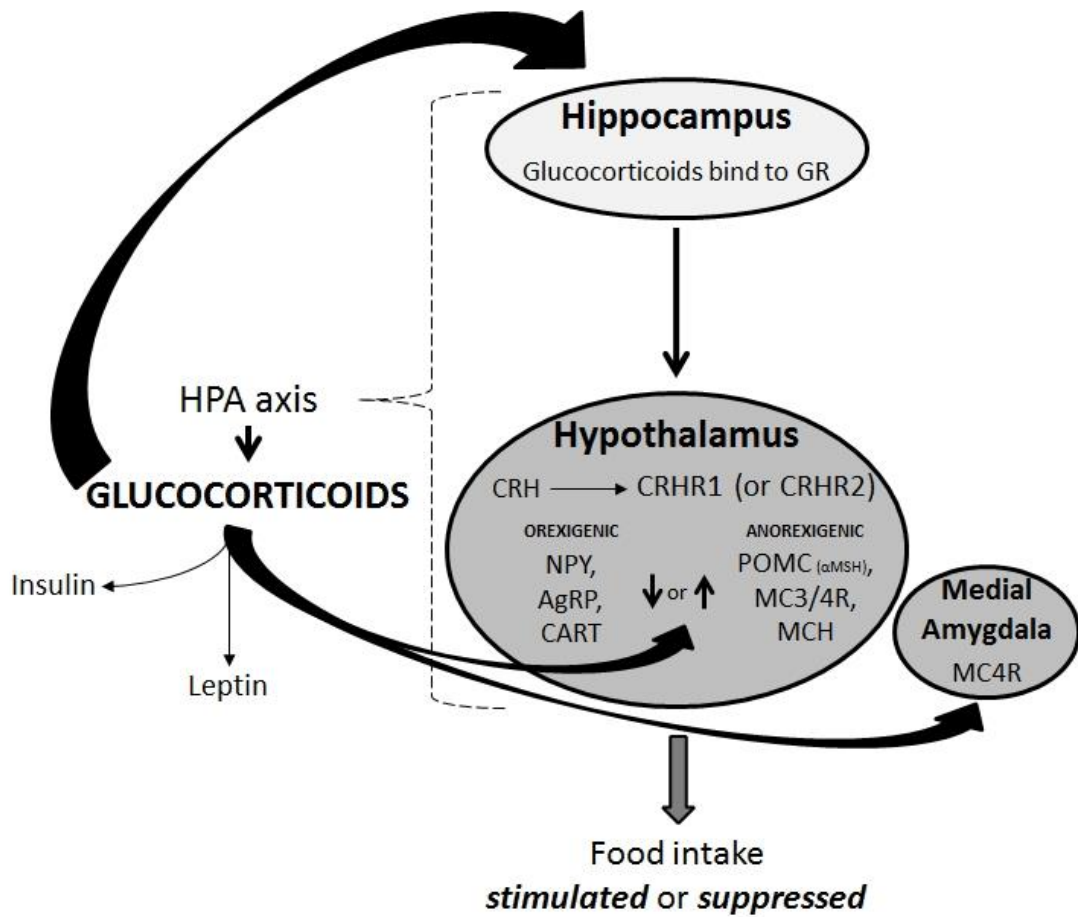 Hippocampus
Glucocorticoids bind to GR
HPA axis
GLUCOCORTICOIDS
Insulin
Leptin
Hypothalamus
CRH CRHR1 (or CRHR2)
OREXIGENIC
NPY,
AgRP,
CART
or
ANOREXIGENIC
POMC (αMSH),
MC3/4R,
MCH
Medial
Amygdala
MC4R
Food intake
stimulated or suppressed